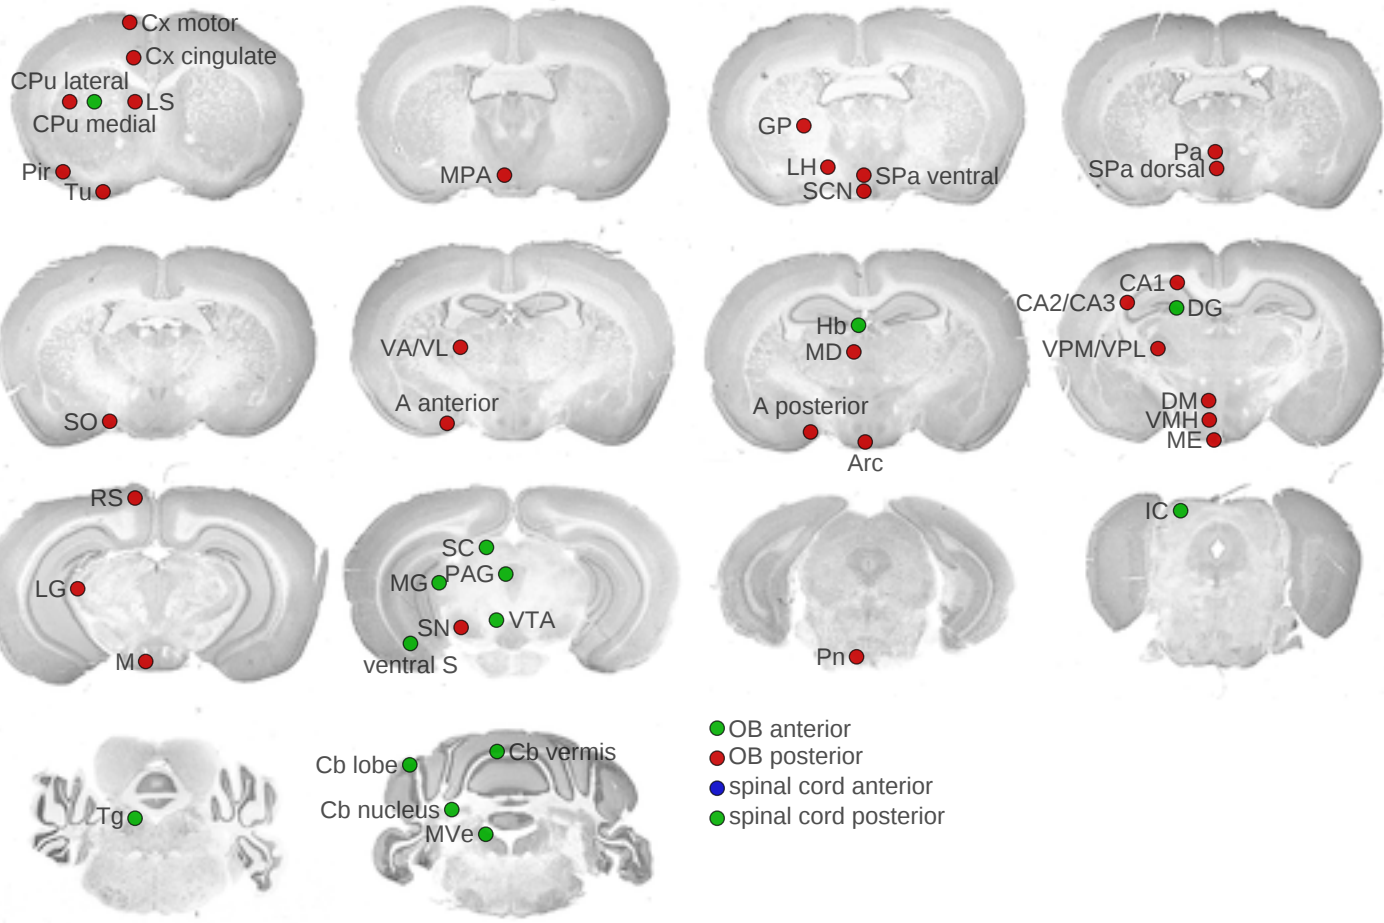 Cx motor
Cx cingulate
CPu lateral
LS
CPu medial
Pir
Tu
MPA
GP
LH
SPa ventral
SCN
Pa
SPa dorsal
SO
VA/VL
A anterior
Hb
MD
A posterior
Arc
CA1
CA2/CA3
DG
VPM/VPL
DM
VMH
ME
RS
LG
M
SC
MG
PAG
SN
VTA
ventral S
Pn
IC
Tg
Cb lobe
Cb vermis
Cb nucleus
MVe
OB anterior
OB posterior
spinal cord anterior
spinal cord posterior